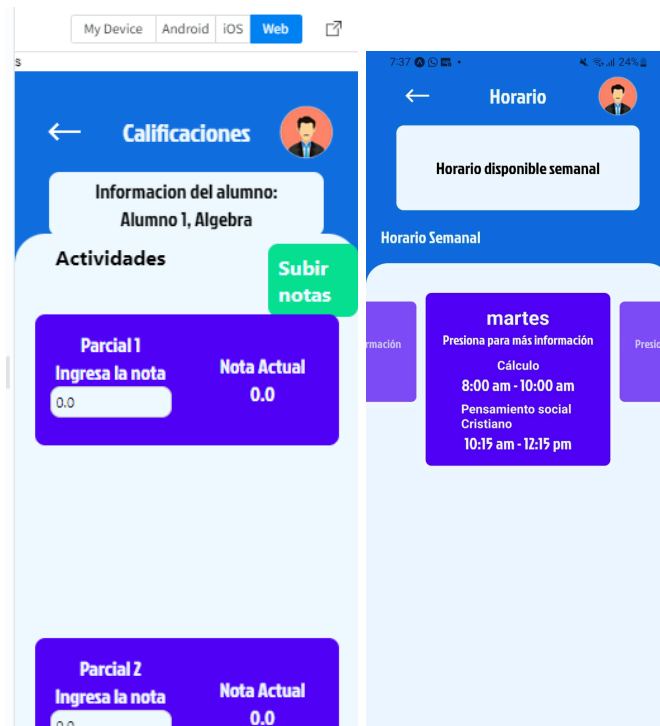 My Device Android iOS Web
s
Calificaciones
Informacion del alumno:
Alumno 1, Algebra
Actividades
Subir
notas
Parcial 1
Ingresa la nota
0.0
Nota Actual
0.0
Parcial 2
Ingresa la nota
0.0
Nota Actual
0.0
7:37
24%
Horario
Horario disponible semanal
Horario Semanal
rmación
martes
Presiona para más información
Cálculo
8:00 am - 10:00 am
Pensamiento social
Cristiano
10:15 am - 12:15 pm
Presio